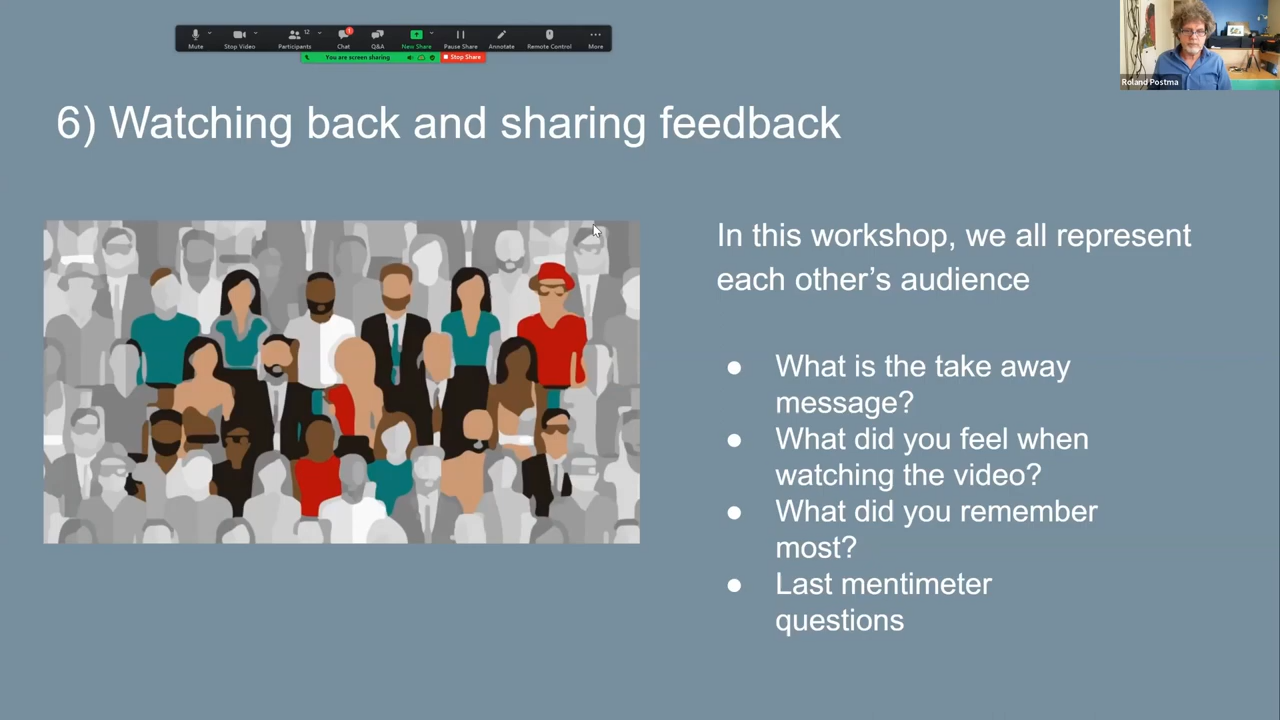 12
1
Mute
Stop Video
Participants
Chat
Q&A
New Share
Pause Share
Annotate
Remote Control
More
You are screen sharing
Stop Share
Roland Postma
6) Watching back and sharing feedback
In this workshop, we all represent
each other’s audience
● What is the take away
message?
● What did you feel when
watching the video?
● What did you remember
most?
● Last mentimeter
questions